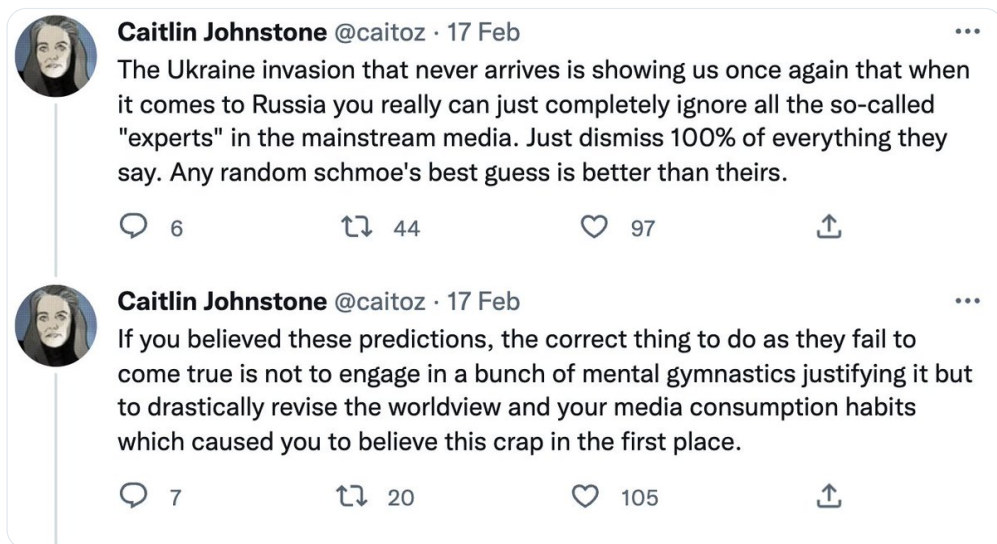 Caitlin Johnstone @caitoz · 17 Feb
The Ukraine invasion that never arrives is showing us once again that when
it comes to Russia you really can just completely ignore all the so-called
"experts" in the mainstream media. Just dismiss 100% of everything they
say. Any random schmoe's best guess is better than theirs.
6 44 97
Caitlin Johnstone @caitoz · 17 Feb
If you believed these predictions, the correct thing to do as they fail to
come true is not to engage in a bunch of mental gymnastics justifying it but
to drastically revise the worldview and your media consumption habits
which caused you to believe this crap in the first place.
7 20 105